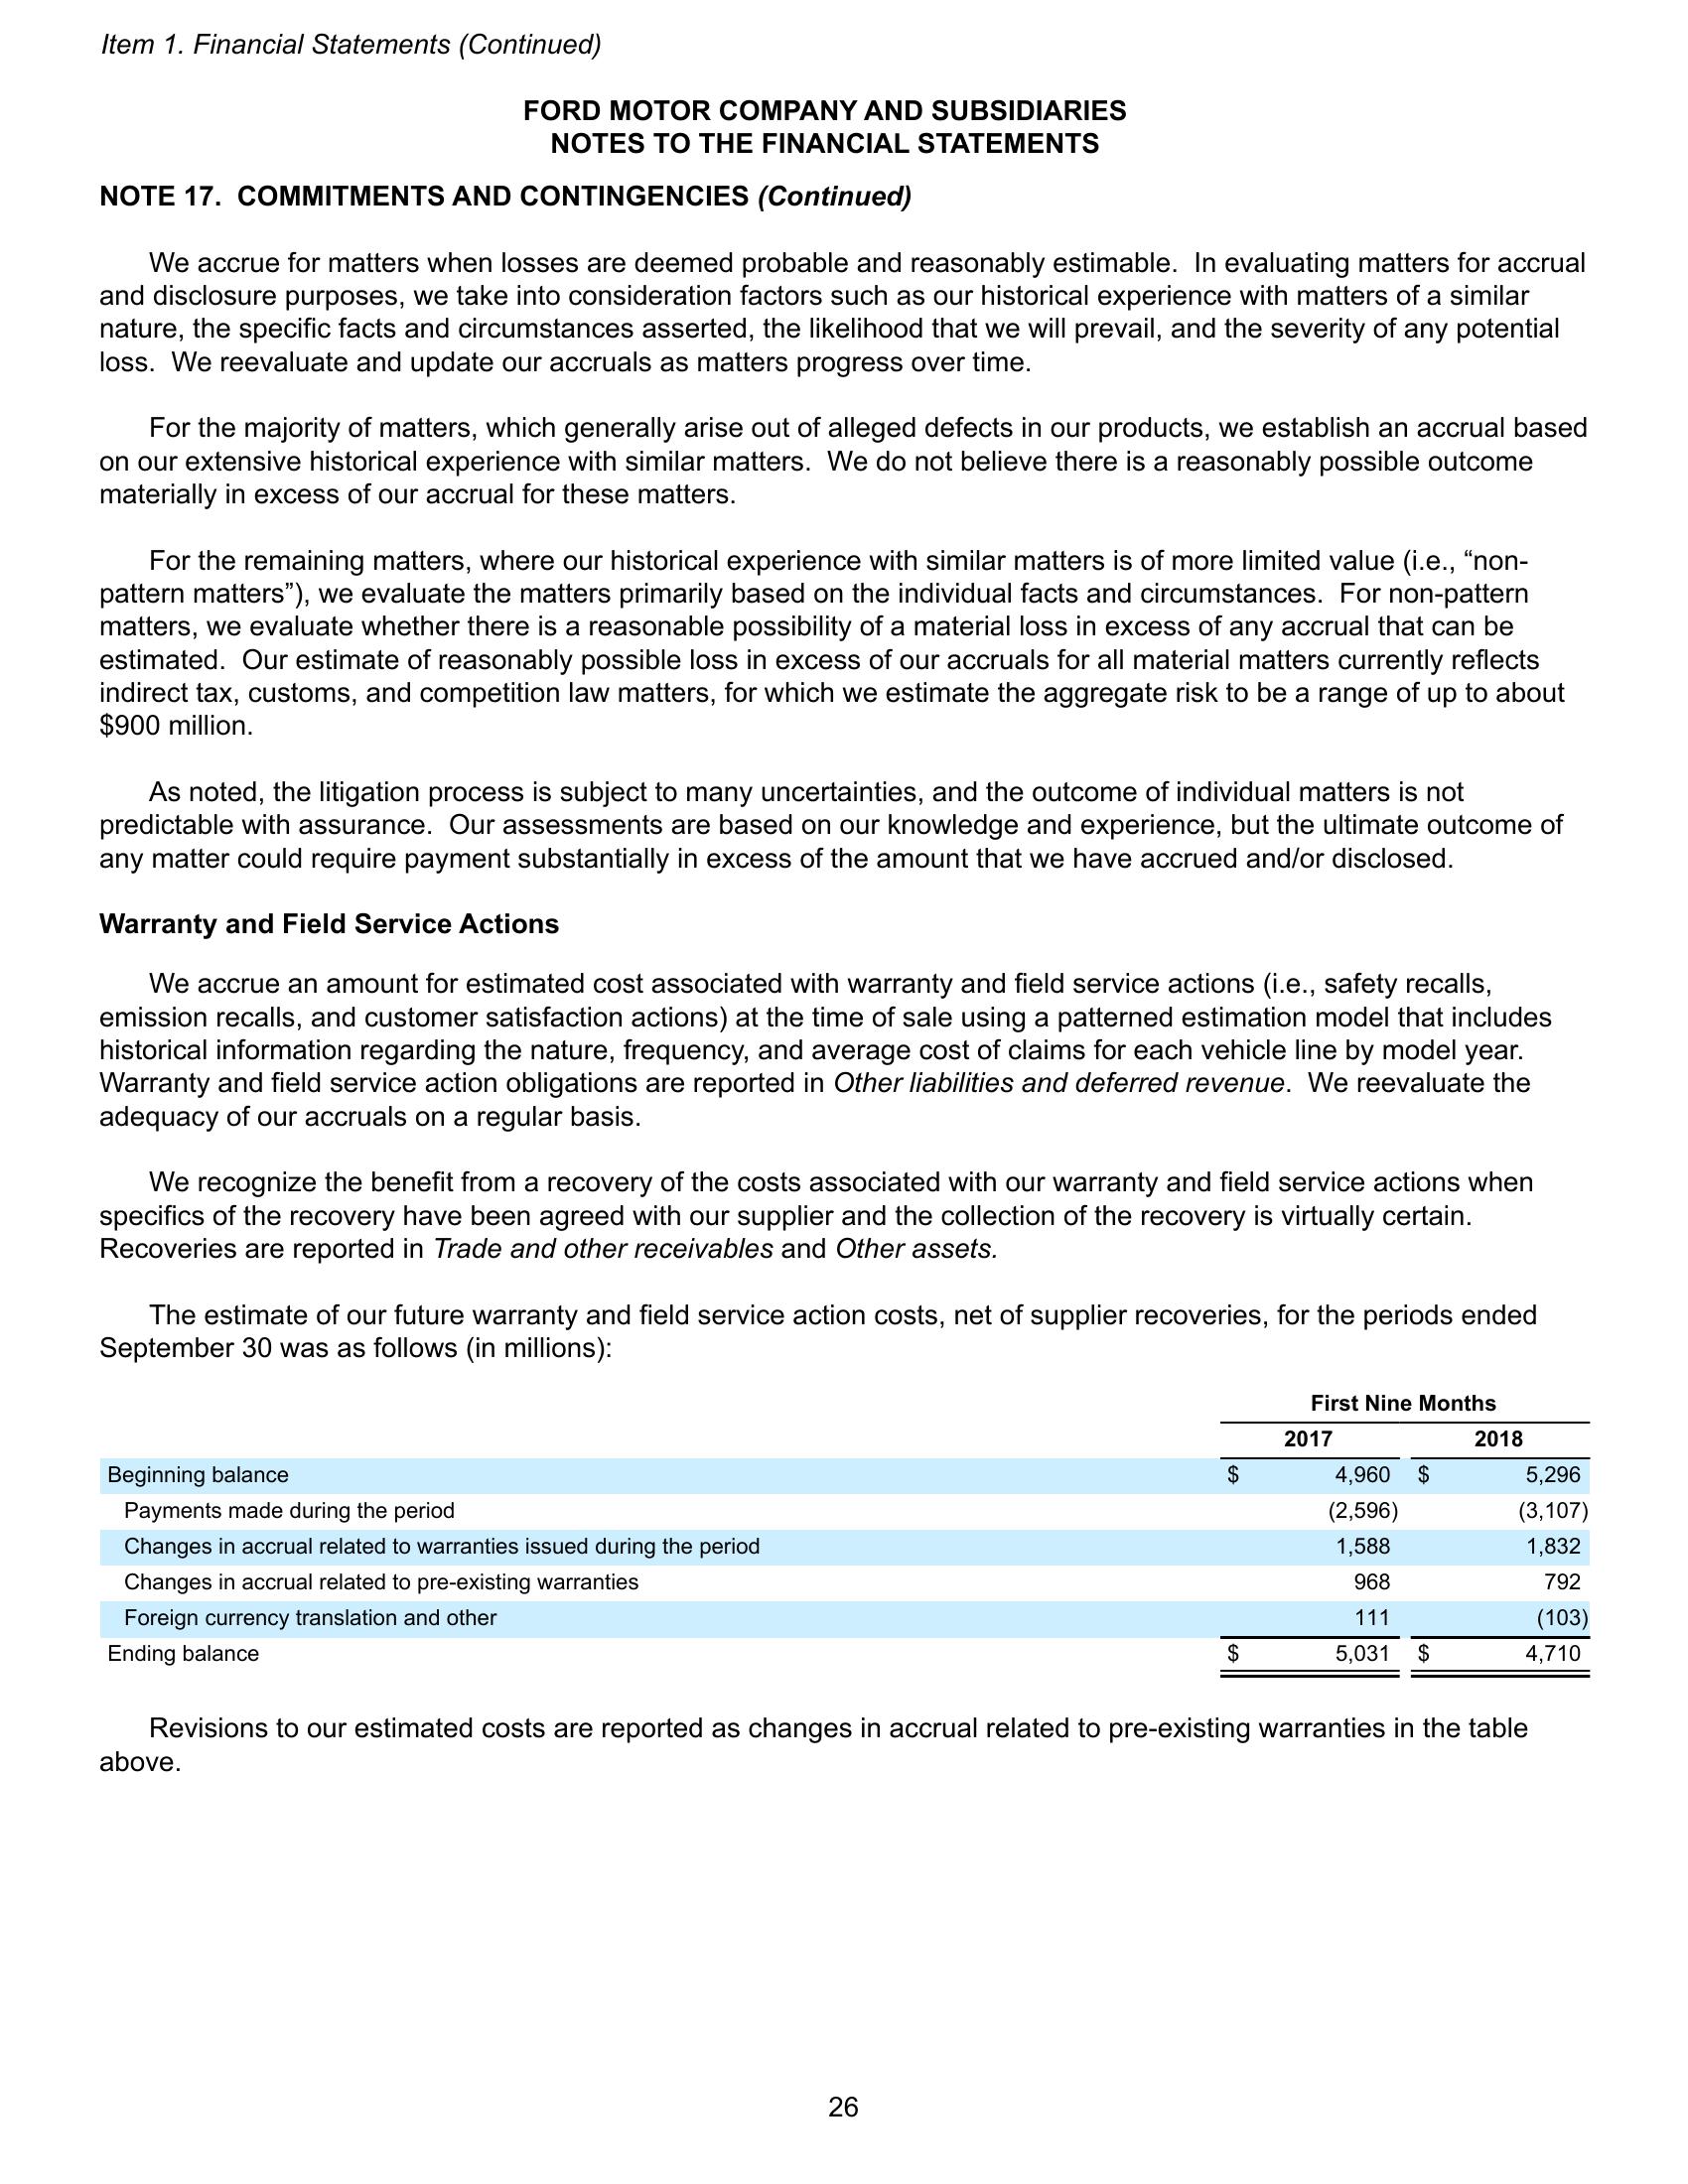 Item 1. Financial Statements (Continued)
FORD MOTOR COMPANY AND SUBSIDIARIES
NOTES TO THE FINANCIAL STATEMENTS
NOTE 17.  COMMITMENTS AND CONTINGENCIES (Continued)
We accrue for matters when losses are deemed probable and reasonably estimable.  In evaluating matters for accrual
and disclosure purposes, we take into consideration factors such as our historical experience with matters of a similar
nature, the specific facts and circumstances asserted, the likelihood that we will prevail, and the severity of any potential
loss.  We reevaluate and update our accruals as matters progress over time.
For the majority of matters, which generally arise out of alleged defects in our products, we establish an accrual based
on our extensive historical experience with similar matters.  We do not believe there is a reasonably possible outcome
materially in excess of our accrual for these matters.
For the remaining matters, where our historical experience with similar matters is of more limited value (i.e., “non-
pattern matters”), we evaluate the matters primarily based on the individual facts and circumstances.  For non-pattern
matters, we evaluate whether there is a reasonable possibility of a material loss in excess of any accrual that can be
estimated.  Our estimate of reasonably possible loss in excess of our accruals for all material matters currently reflects
indirect tax, customs, and competition law matters, for which we estimate the aggregate risk to be a range of up to about
$900 million.
As noted, the litigation process is subject to many uncertainties, and the outcome of individual matters is not
predictable with assurance.  Our assessments are based on our knowledge and experience, but the ultimate outcome of
any matter could require payment substantially in excess of the amount that we have accrued and/or disclosed.
Warranty and Field Service Actions
We accrue an amount for estimated cost associated with warranty and field service actions (i.e., safety recalls,
emission recalls, and customer satisfaction actions) at the time of sale using a patterned estimation model that includes
historical information regarding the nature, frequency, and average cost of claims for each vehicle line by model year.
Warranty and field service action obligations are reported in Other liabilities and deferred revenue.  We reevaluate the
adequacy of our accruals on a regular basis.
We recognize the benefit from a recovery of the costs associated with our warranty and field service actions when
specifics of the recovery have been agreed with our supplier and the collection of the recovery is virtually certain.
Recoveries are reported in Trade and other receivables and Other assets.
The estimate of our future warranty and field service action costs, net of supplier recoveries, for the periods ended
September 30 was as follows (in millions):
First Nine Months
2017 2018
Beginning balance $ 4,960 $ 5,296
Payments made during the period (2,596) (3,107)
Changes in accrual related to warranties issued during the period 1,588 1,832
Changes in accrual related to pre-existing warranties 968 792
Foreign currency translation and other 111 (103)
Ending balance $ 5,031 $ 4,710
Revisions to our estimated costs are reported as changes in accrual related to pre-existing warranties in the table
above.
26